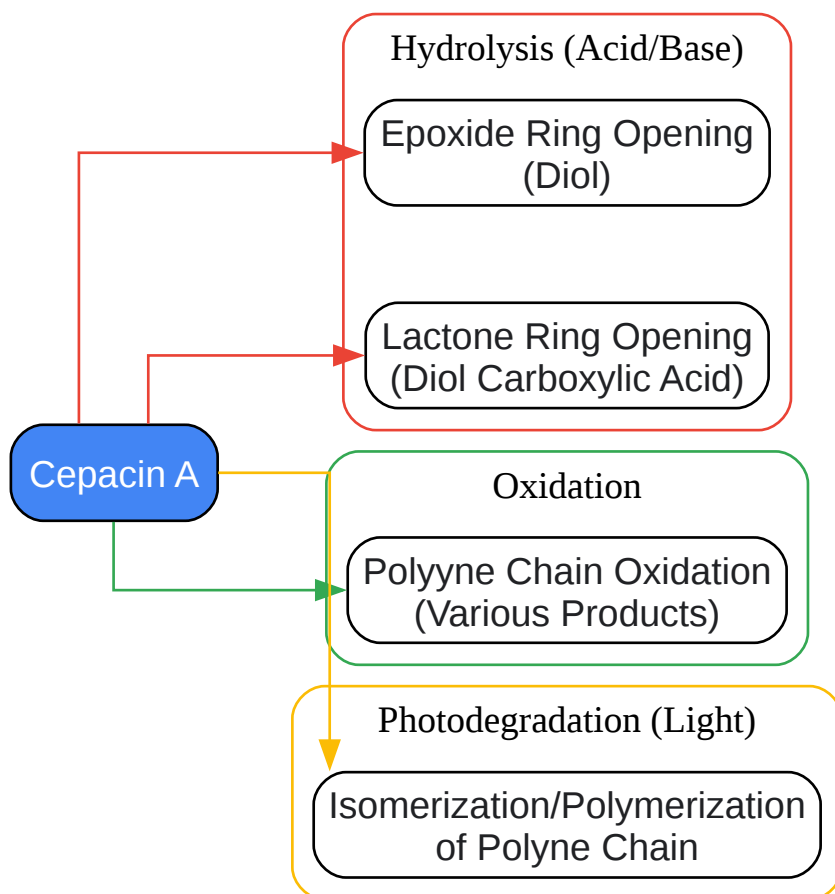 Hydrolysis (Acid/Base)
Epoxide Ring Opening
(Diol)
Lactone Ring Opening
(Diol Carboxylic Acid)
Cepacin A
Oxidation
Polyyne Chain Oxidation
(Various Products)
Photodegradation (Light)
Isomerization/Polymerization
of Polyne Chain